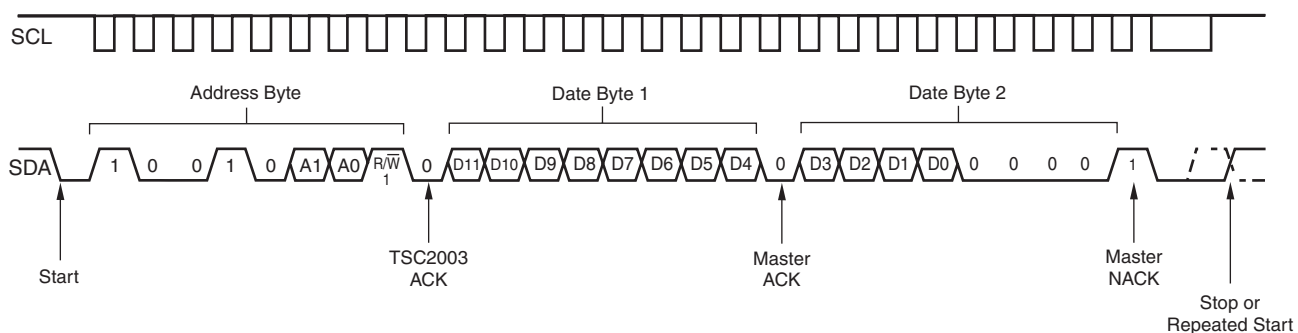 SCL
Address Byte
Date Byte 1
Date Byte 2
SDA
1 0 0 1 0 A1 A0 R/W̅ 1 0 D11 D10 D9 D8 D7 D6 D5 D4 0 D3 D2 D1 D0 0 0 0 0 1
Start
TSC2003
ACK
Master
ACK
Master
NACK
Stop or
Repeated Start